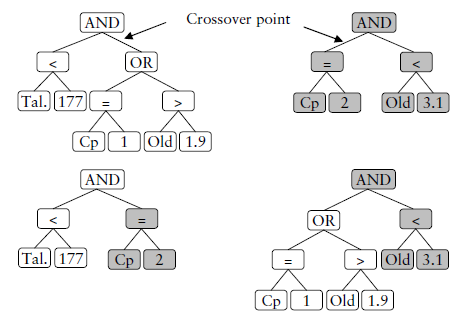 AND Crossover point AND
< OR = <
Tal. 177 = > Cp 2 Old 3.1
Cp 1 Old 1.9
AND AND
< = OR <
Tal. 177 Cp 2 = > Old 3.1
Cp 1 Old 1.9